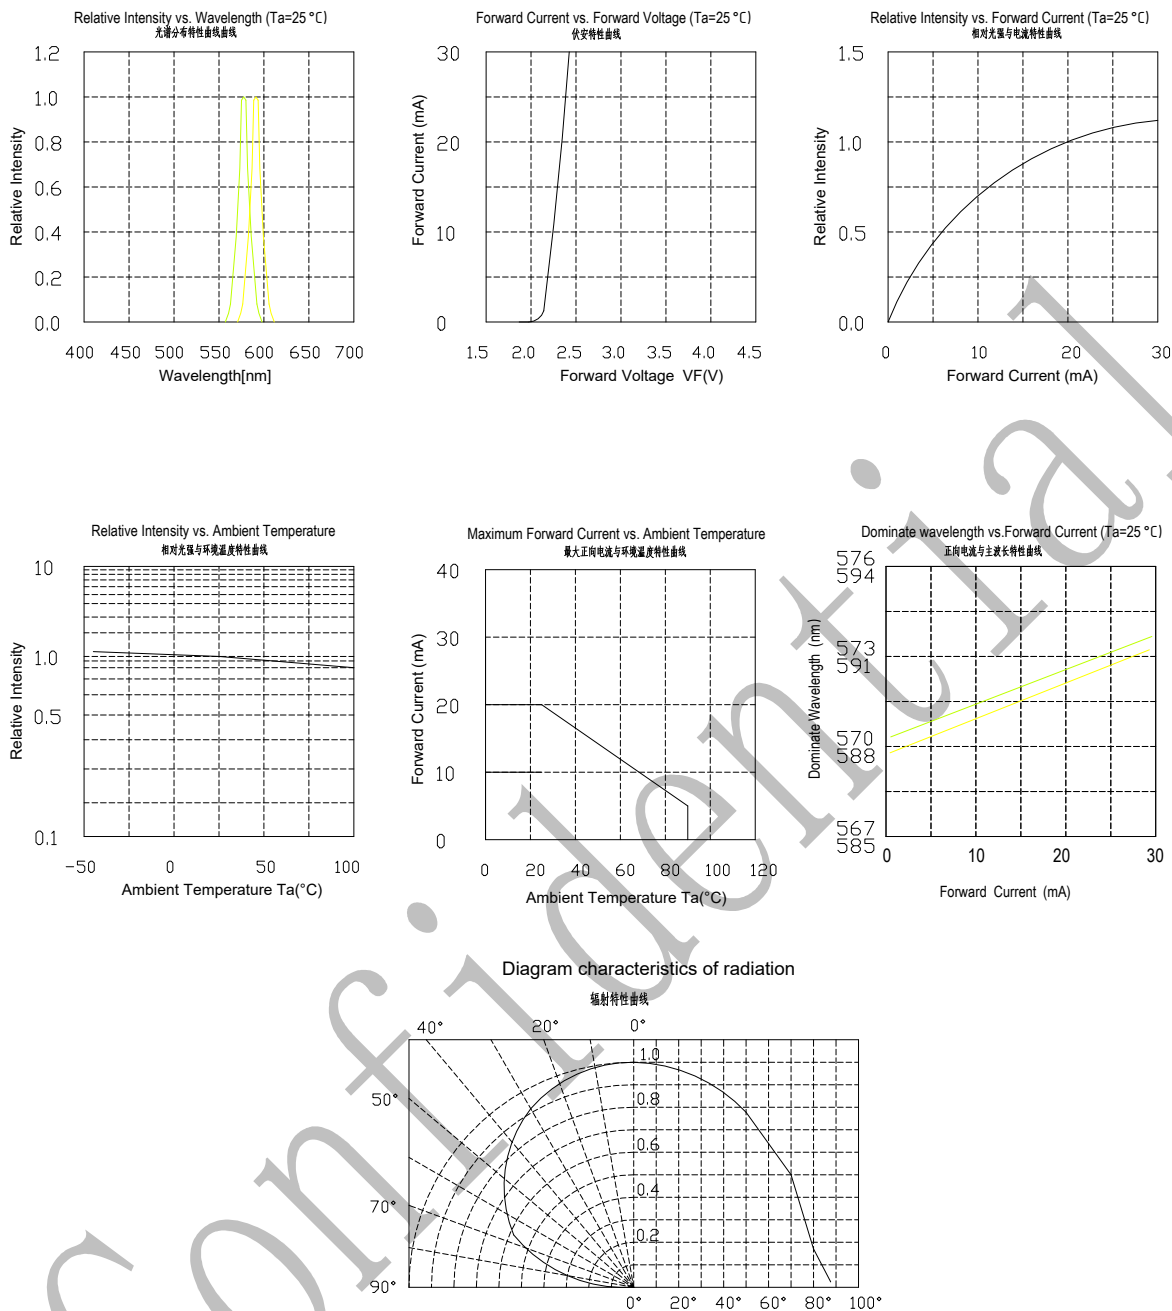 Relative Intensity vs. Wavelength (Ta=25 ℃)
光谱分布特性曲线曲线
1.2
1.0
0.8
0.6
0.4
0.2
0.0
Relative Intensity
400 450 500 550 600 650 700
Wavelength[nm]
Forward Current vs. Forward Voltage (Ta=25 ℃)
伏安特性曲线
30
20
10
0
Forward Current (mA)
1.5 2.0 2.5 3.0 3.5 4.0 4.5
Forward Voltage VF(V)
Relative Intensity vs. Forward Current (Ta=25 ℃)
相对光强与电流特性曲线
1.5
1.0
0.5
0.0
Relative Intensity
0 10 20 30
Forward Current (mA)
Relative Intensity vs. Ambient Temperature
相对光强与环境温度特性曲线
10
1.0
0.5
0.1
Relative Intensity
-50 0 50 100
Ambient Temperature Ta(°C)
Maximum Forward Current vs. Ambient Temperature
最大正向电流与环境温度特性曲线
40
30
20
10
0
Forward Current (mA)
0 20 40 60 80 100 120
Ambient Temperature Ta(°C)
Dominate wavelength vs.Forward Current (Ta=25 ℃)
正向电流与主波长特性曲线
576
594
573
591
570
588
567
585
Dominate Wavelength (nm)
0 10 20 30
Forward Current (mA)
Diagram characteristics of radiation
辐射特性曲线
40° 20° 0°
50°
70°
90°
1.0
0.8
0.6
0.4
0.2
0° 20° 40° 60° 80° 100°
Confidential